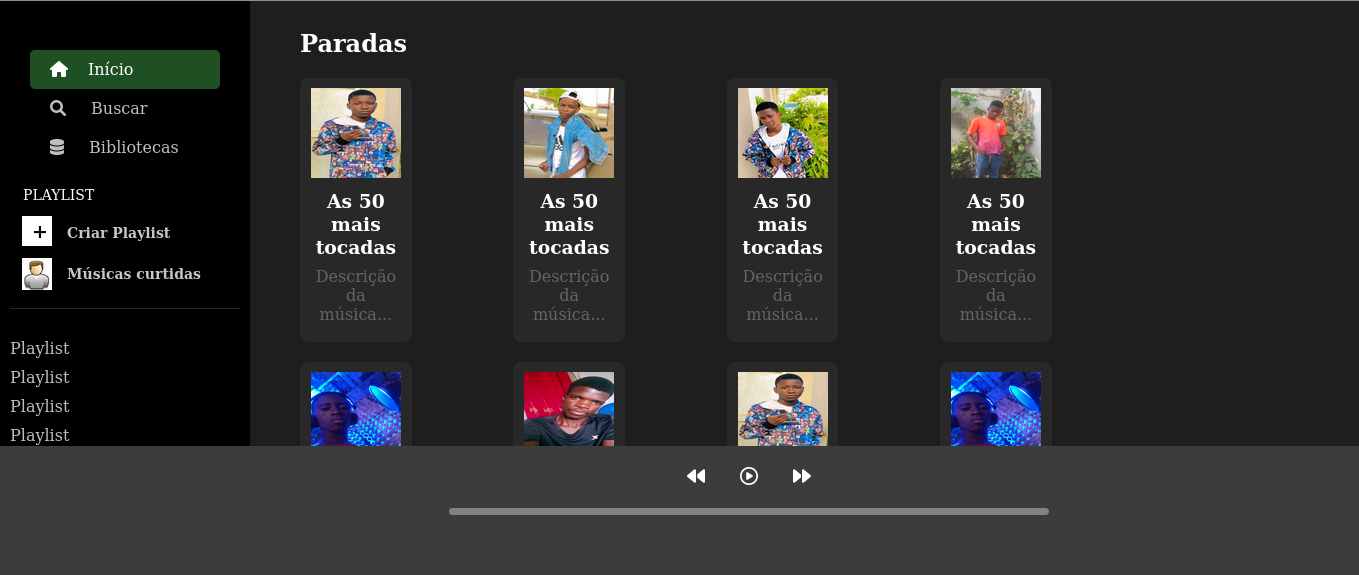 Início
Buscar
Bibliotecas
PLAYLIST
Criar Playlist
Músicas curtidas
Playlist
Playlist
Playlist
Playlist
Paradas
As 50
mais
tocadas
Descrição
da
música...
As 50
mais
tocadas
Descrição
da
música...
As 50
mais
tocadas
Descrição
da
música...
As 50
mais
tocadas
Descrição
da
música...